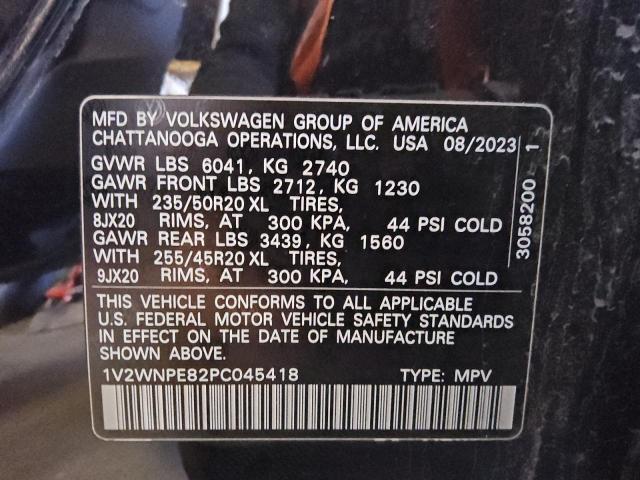 MFD BY VOLKSWAGEN GROUP OF AMERICA
CHATTANOOGA OPERATIONS, LLC. USA 08/2023
GVWR LBS 6041, KG 2740
GAWR FRONT LBS 2712, KG 1230
WITH 235/50R20 XL TIRES,
8JX20 RIMS, AT 300 KPA, 44 PSI COLD
GAWR REAR LBS 3439, KG 1560
WITH 255/45R20 XL TIRES,
9JX20 RIMS, AT 300 KPA, 44 PSI COLD
THIS VEHICLE CONFORMS TO ALL APPLICABLE
U.S. FEDERAL MOTOR VEHICLE SAFETY STANDARDS
IN EFFECT ON THE DATE OF MANUFACTURE
SHOWN ABOVE.
1V2WNPE82PC045418 TYPE: MPV
3058200 1